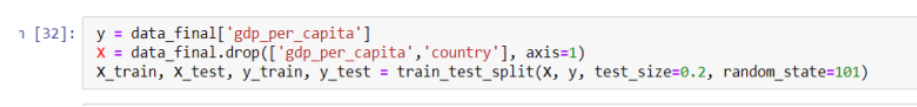 n [32]: y = data_final['gdp_per_capita']
X = data_final.drop(['gdp_per_capita','country'], axis=1)
X_train, X_test, y_train, y_test = train_test_split(X, y, test_size=0.2, random_state=101)